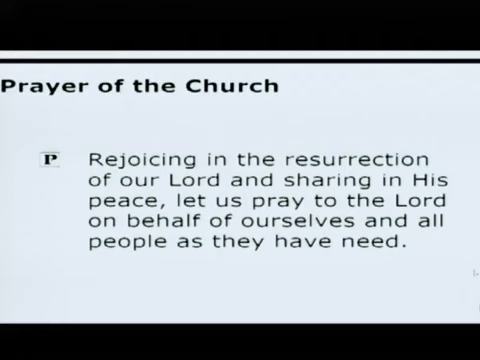 Prayer of the Church
P
Rejoicing in the resurrection
of our Lord and sharing in His
peace, let us pray to the Lord
on behalf of ourselves and all
people as they have need.